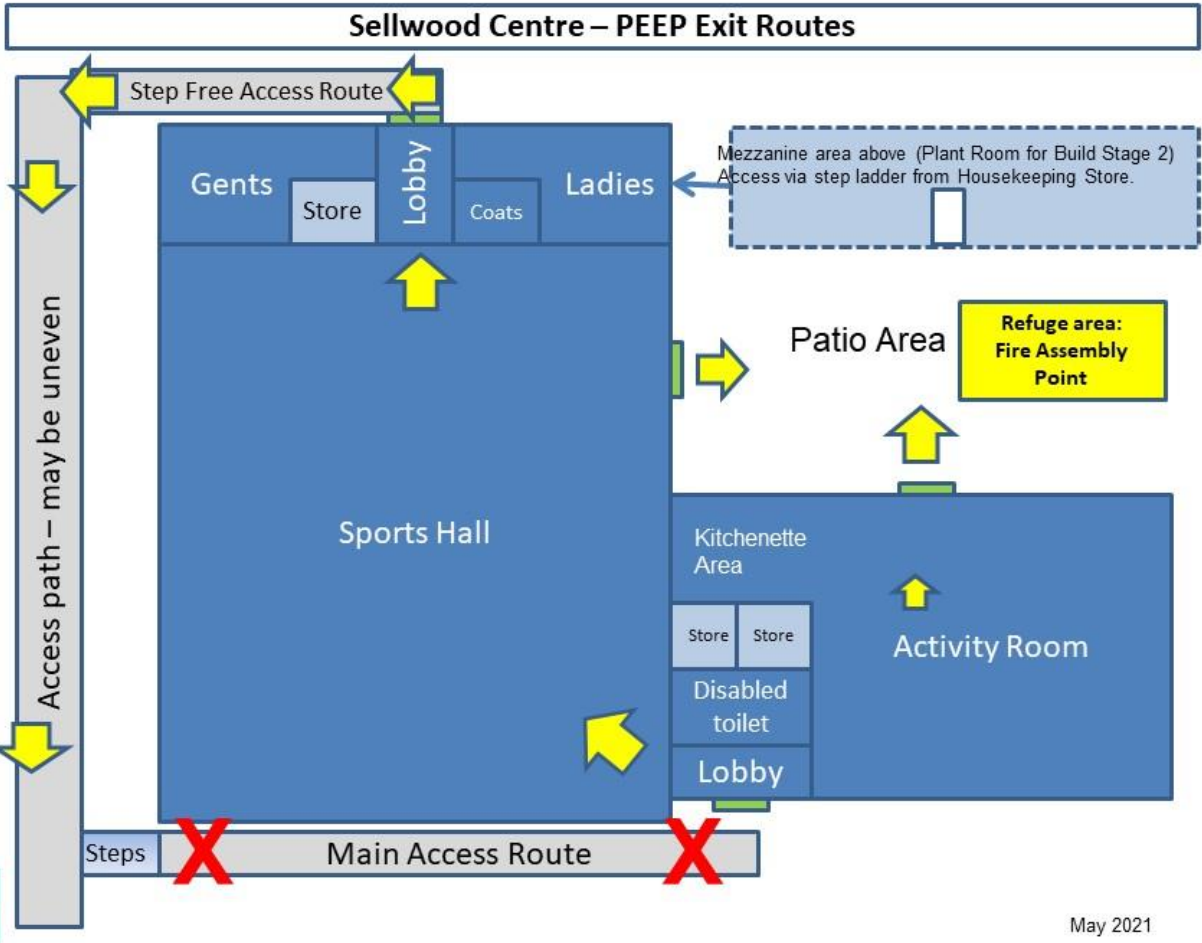 Sellwood Centre – PEEP Exit Routes
Step Free Access Route
Gents
Store
Lobby
Coats
Ladies
Mezzanine area above (Plant Room for Build Stage 2)
Access via step ladder from Housekeeping Store.
Patio Area
Refuge area:
Fire Assembly
Point
Access path – may be uneven
Sports Hall
Kitchenette
Area
Store
Store
Activity Room
Disabled
toilet
Lobby
Steps
X
Main Access Route
X
May 2021